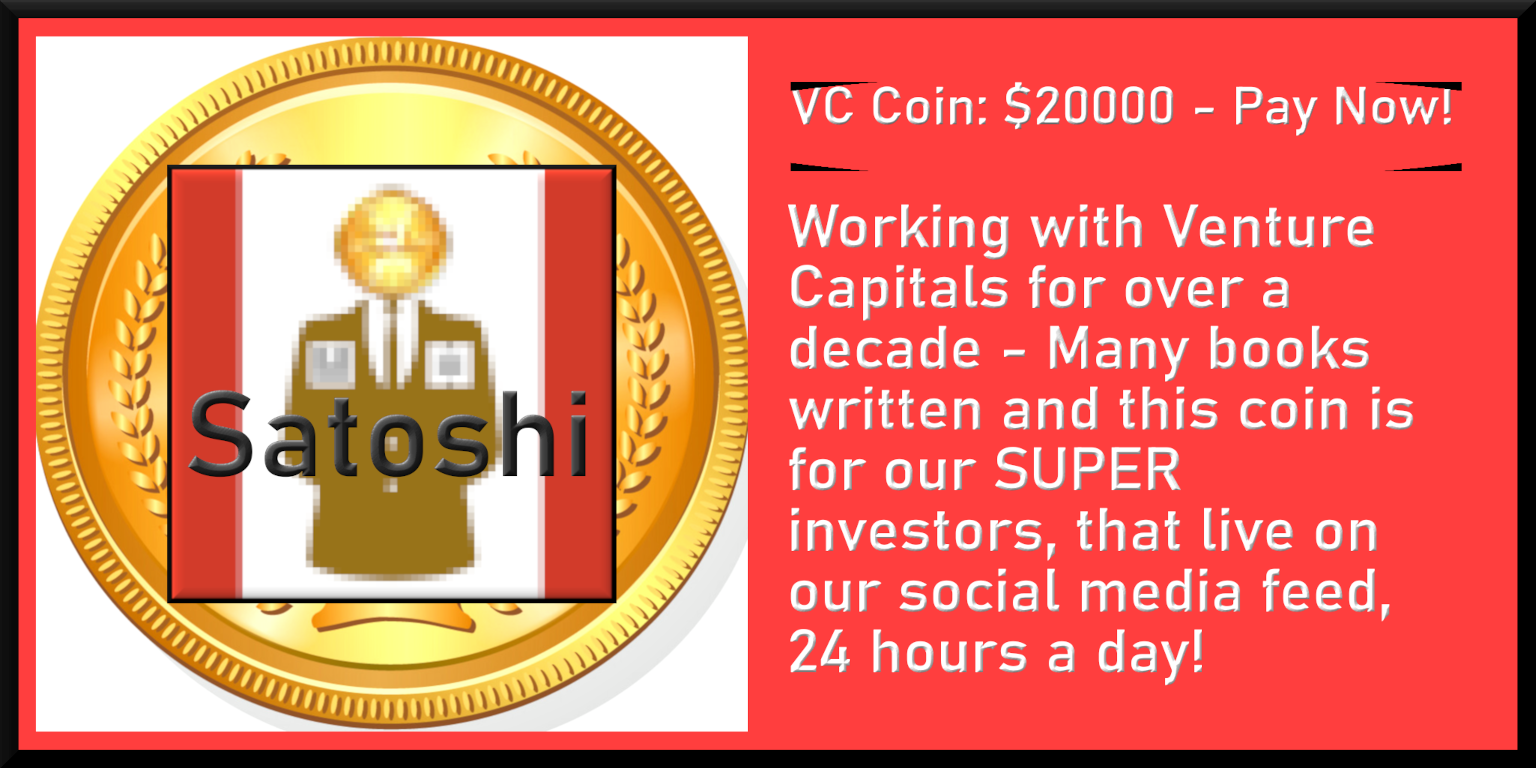 Satoshi
VC Coin: $20000 - Pay Now!
Working with Venture
Capitals for over a
decade - Many books
written and this coin is
for our SUPER
investors, that live on
our social media feed,
24 hours a day!